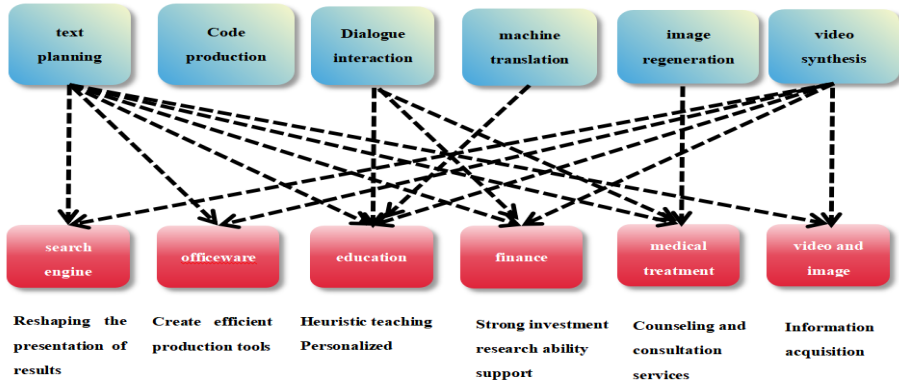 text
planning
Code
production
Dialogue
interaction
machine
translation
image
regeneration
video
synthesis
search
engine
officeware
education
finance
medical
treatment
video and
image
Reshaping the
presentation of
results
Create efficient
production tools
Heuristic teaching
Personalized
Strong investment
research ability
support
Counseling and
consultation
services
Information
acquisition